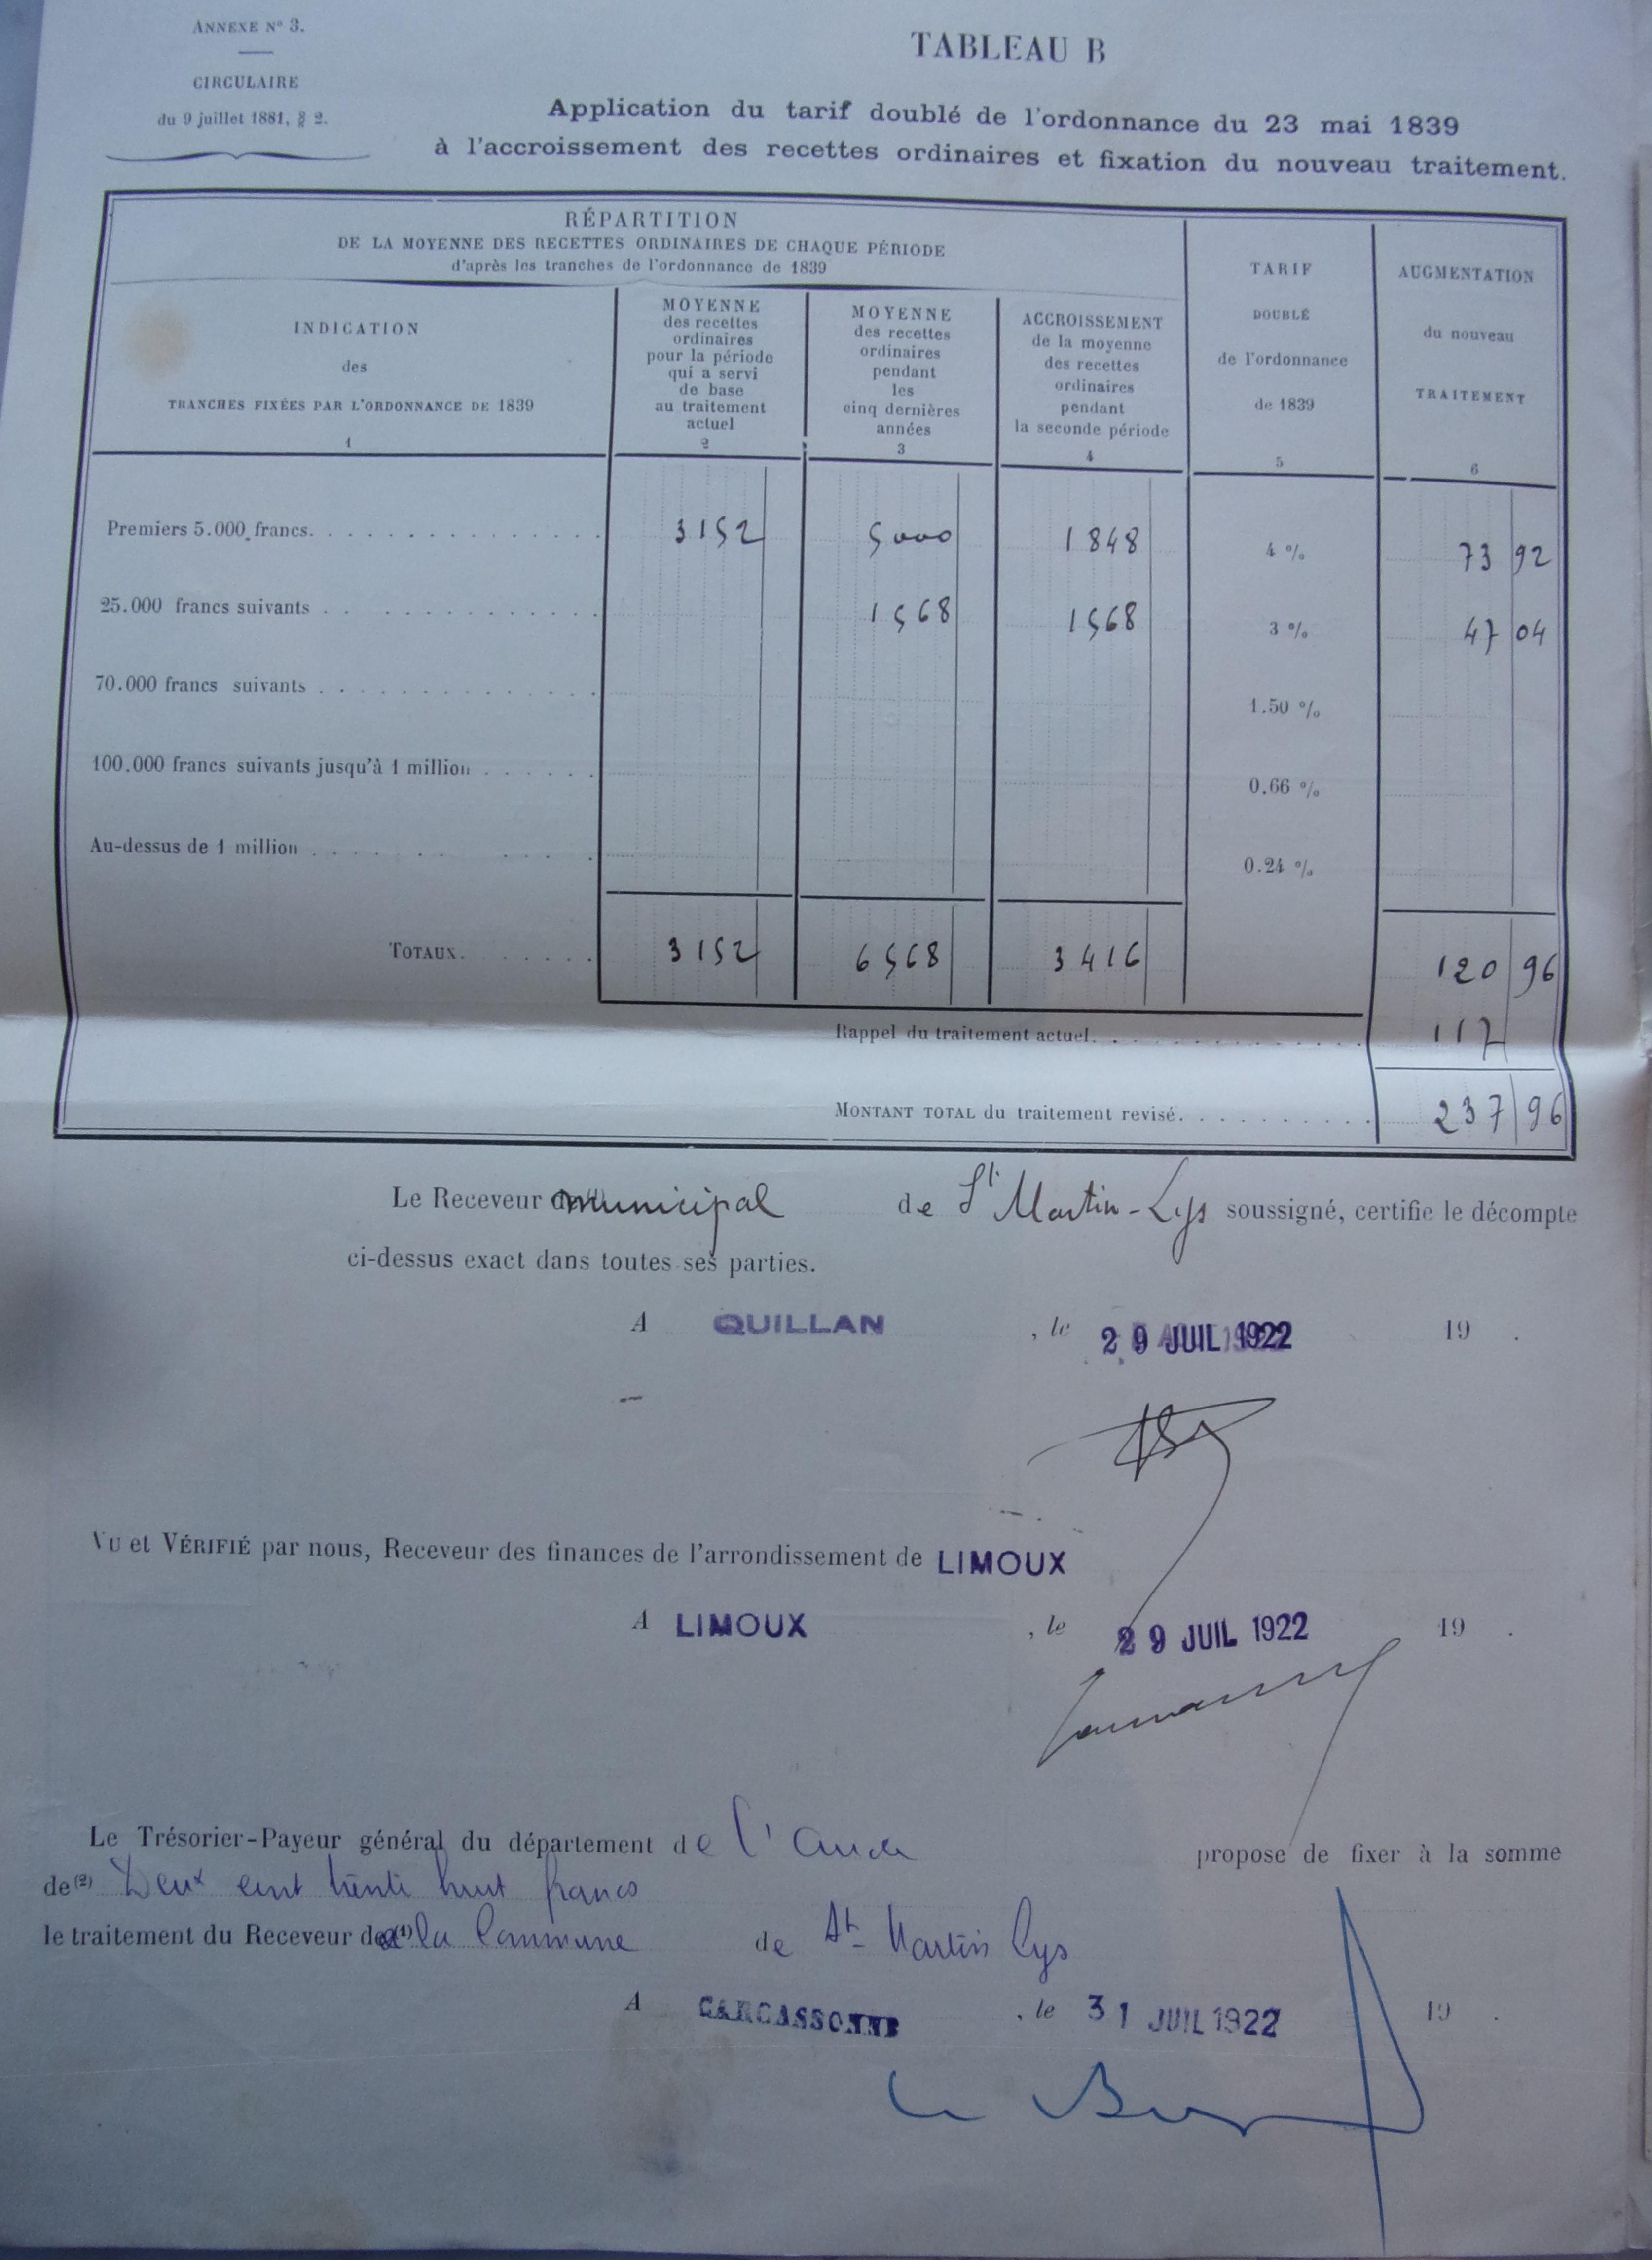 ANNEXE Nº 3.
CIRCULAIRE
du 9 juillet 1881, § 2.
TABLEAU B
Application du tarif doublé de l'ordonnance du 23 mai 1839
à l'accroissement des recettes ordinaires et fixation du nouveau traitement.
RÉPARTITION
DE LA MOYENNE DES RECETTES ORDINAIRES DE CHAQUE PÉRIODE
d'après les tranches de l'ordonnance de 1839
INDICATION
des
TRANCHES FIXÉES PAR L'ORDONNANCE DE 1839
1
MOYENNE
des recettes
ordinaires
pour la période
qui a servi
de base
au traitement
actuel
2
MOYENNE
des recettes
ordinaires
pendant
les
cinq dernières
années
3
ACCROISSEMENT
de la moyenne
des recettes
ordinaires
pendant
la seconde période
4
TARIF
DOUBLÉ
de l'ordonnance
de 1839
5
AUGMENTATION
du nouveau
TRAITEMENT
6
Premiers 5.000 francs. 3152 5000 1848 4 % 73 92
25.000 francs suivants 1568 1568 3 % 47 04
70.000 francs suivants 1.50 %
100.000 francs suivants jusqu'à 1 million 0.66 %
Au-dessus de 1 million 0.24 %
TOTAUX. 3152 6568 3416 120 96
Rappel du traitement actuel. 117
MONTANT TOTAL du traitement revisé. 237 96
Le Receveur municipal de St Martin-Lys soussigné, certifie le décompte
ci-dessus exact dans toutes ses parties.
A QUILLAN , le 29 JUIL 1922 19 .
VU et VÉRIFIÉ par nous, Receveur des finances de l'arrondissement de LIMOUX
A LIMOUX , le 29 JUIL 1922 19 .
Le Trésorier-Payeur général du département de l'Aude propose de fixer à la somme
de (2) Deux cent trente huit francs
le traitement du Receveur de (1) la Commune de St Martin Lys
A CARCASSONNE , le 31 JUIL 1922 19 .